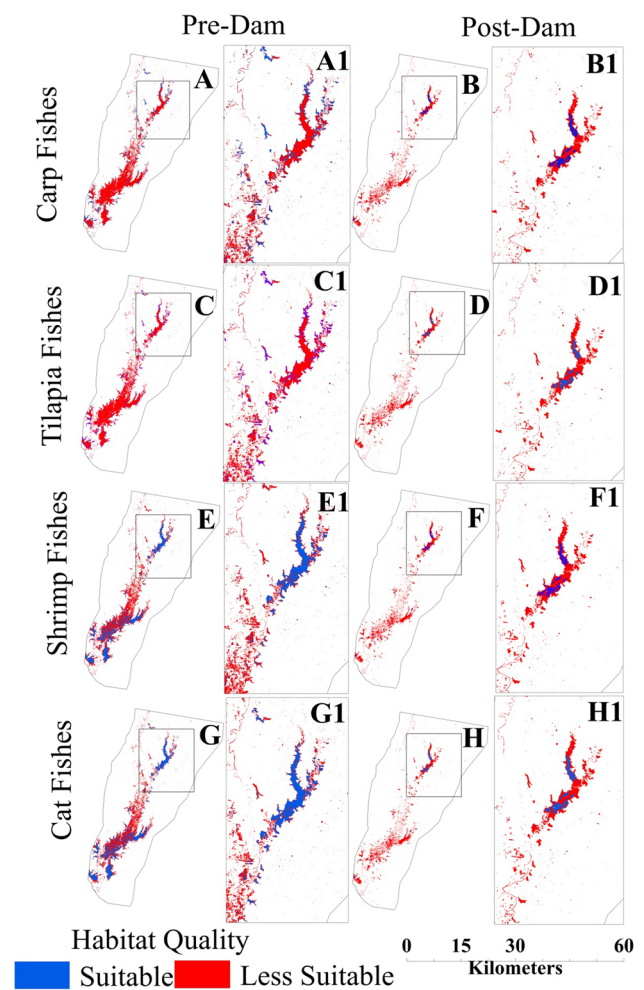 Pre-Dam Post-Dam
A A1 B B1
Carp Fishes
C C1 D D1
Tilapia Fishes
E E1 F F1
Shrimp Fishes
G G1 H H1
Cat Fishes
Habitat Quality
Suitable Less Suitable
0 15 30 60
Kilometers